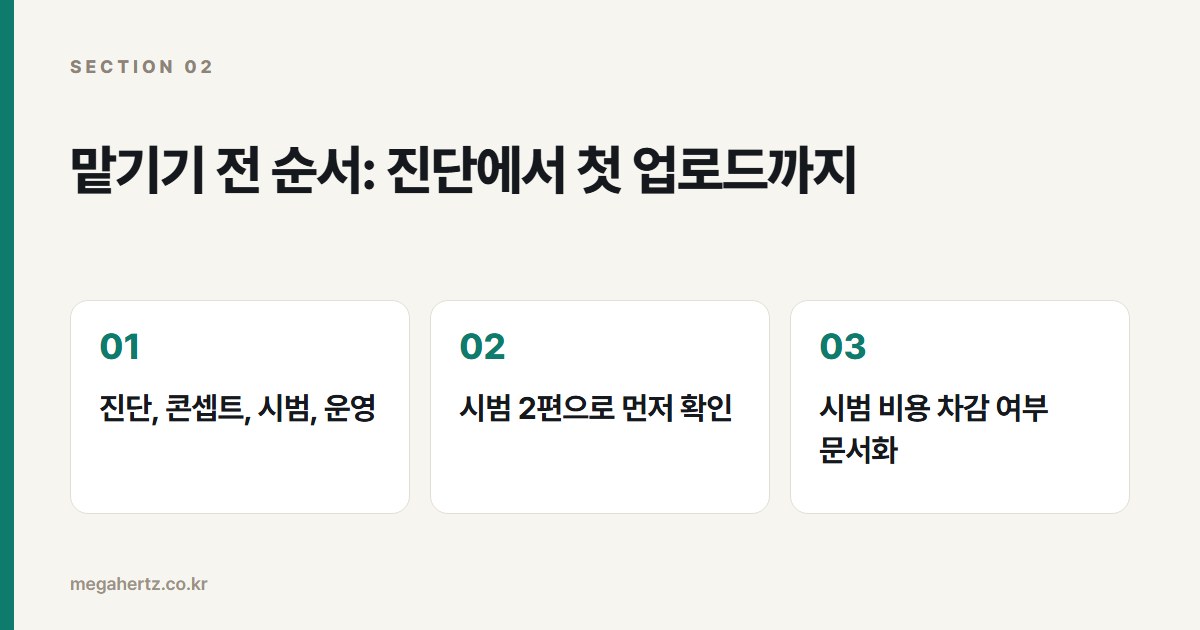 SECTION 02
맡기기 전 순서: 진단에서 첫 업로드까지
01
진단, 콘셉트, 시범, 운영
02
시범 2편으로 먼저 확인
03
시범 비용 차감 여부
문서화
megahertz.co.kr